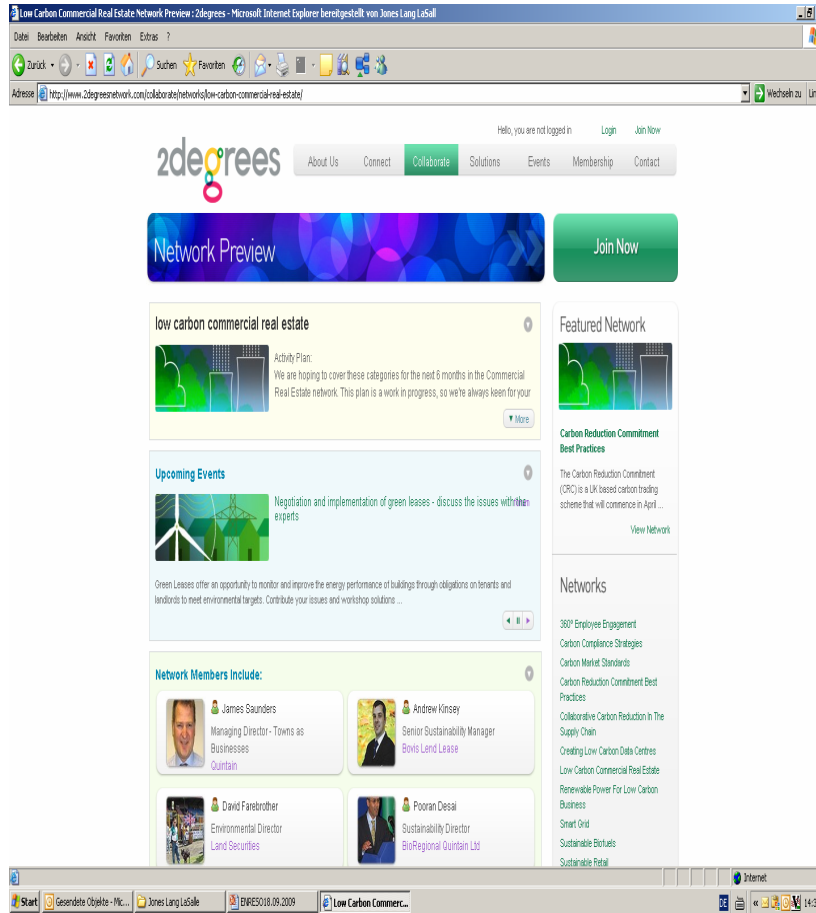 Low Carbon Commercial Real Estate Network Preview : 2degrees - Microsoft Internet Explorer bereitgestellt von Jones Lang LaSall
Datei Bearbeiten Ansicht Favoriten Extras ?
Zurück Suchen Favoriten
Adresse http://www.2degreesnetwork.com/collaborate/networks/low-carbon-commercial-real-estate/ Wechseln zu
Hello, you are not logged in Login Join Now
2degrees
About Us Connect Collaborate Solutions Events Membership Contact
Network Preview
Join Now
low carbon commercial real estate
Activity Plan:
We are hoping to cover these categories for the next 6 months in the Commercial
Real Estate network. This plan is a work in progress, so we're always keen for your
More
Upcoming Events
Negotiation and implementation of green leases - discuss the issues with the
experts
Green Leases offer an opportunity to monitor and improve the energy performance of buildings through obligations on tenants and
landlords to meet environmental targets. Contribute your issues and workshop solutions ...
Network Members Include:
James Saunders
Managing Director - Towns as
Businesses
Quintain
Andrew Kinsey
Senior Sustainability Manager
Bovis Lend Lease
David Farebrother
Environmental Director
Land Securities
Pooran Desai
Sustainability Director
BioRegional Quintain Ltd
Featured Network
Carbon Reduction Commitment
Best Practices
The Carbon Reduction Commitment
(CRC) is a UK based carbon trading
scheme that will commence in April ...
View Network
Networks
360º Employee Engagement
Carbon Compliance Strategies
Carbon Market Standards
Carbon Reduction Commitment Best
Practices
Collaborative Carbon Reduction In The
Supply Chain
Creating Low Carbon Data Centres
Low Carbon Commercial Real Estate
Renewable Power For Low Carbon
Business
Smart Grid
Sustainable Biofuels
Sustainable Retail
Internet
Start Gesendete Objekte - Mic... Jones Lang LaSalle ENRE5O18.09.2009 Low Carbon Commerc... DE